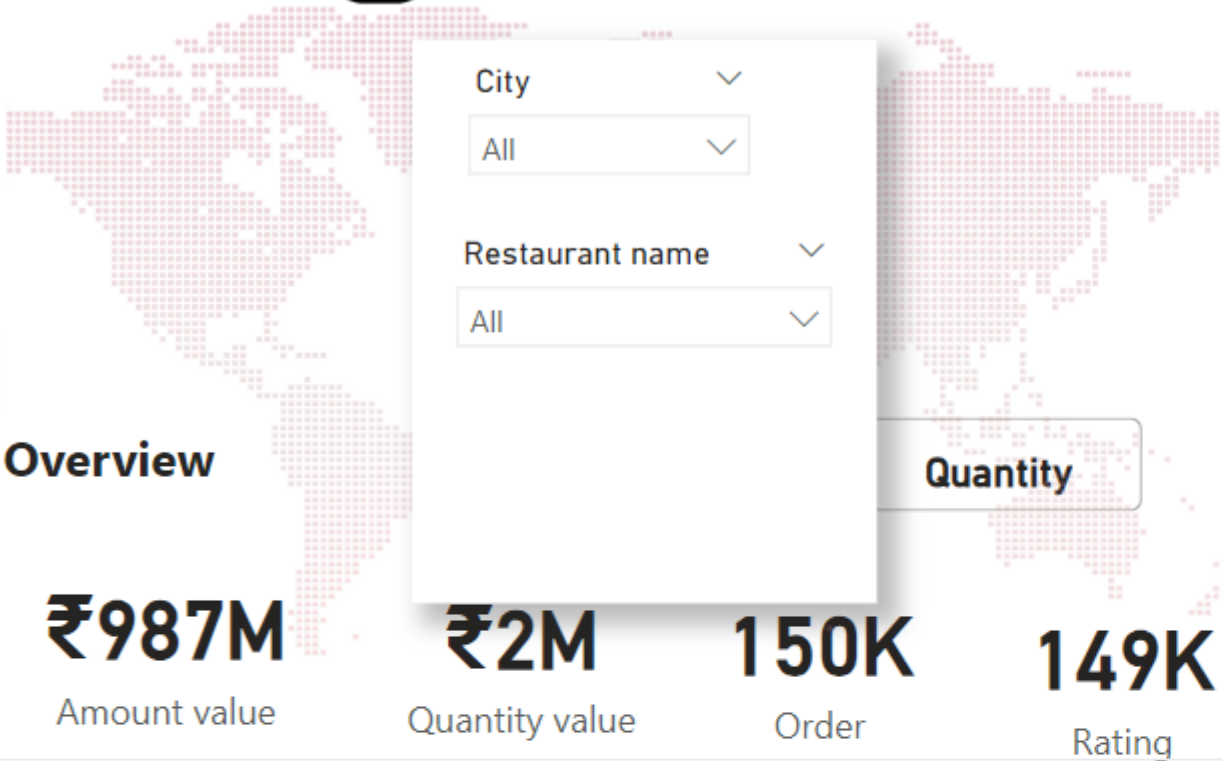 City
All
Restaurant name
All
Overview
Quantity
₹987M
₹2M
150K
149K
Amount value
Quantity value
Order
Rating